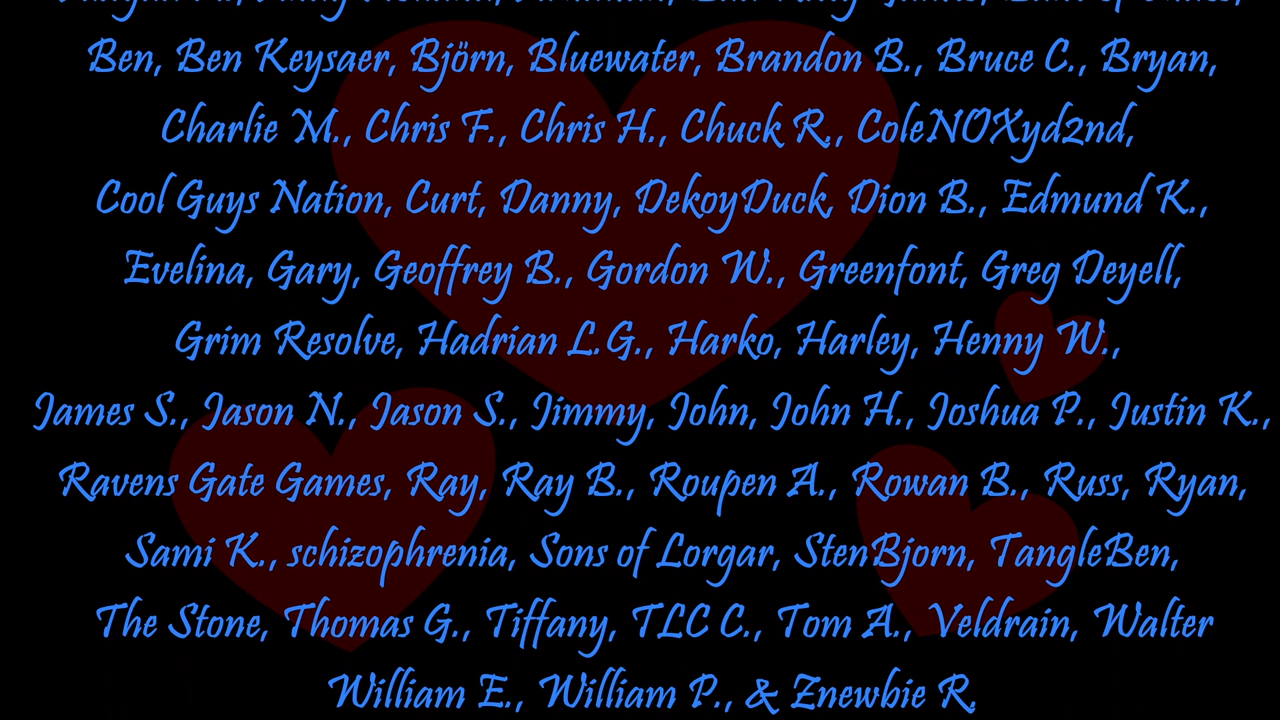 Ben, Ben Keysaer, Björn, Bluewater, Brandon B., Bruce C., Bryan,
Charlie M., Chris F., Chris H., Chuck R., ColeNOXyd2nd,
Cool Guys Nation, Curt, Danny, DekoyDuck, Dion B., Edmund K.,
Evelina, Gary, Geoffrey B., Gordon W., Greenfont, Greg Deyell,
Grim Resolve, Hadrian L.G., Harko, Harley, Henny W.,
James S., Jason N., Jason S., Jimmy, John, John H., Joshua P., Justin K.,
Ravens Gate Games, Ray, Ray B., Roupen A., Rowan B., Russ, Ryan,
Sami K., schizophrenia, Sons of Lorgar, StenBjorn, TangleBen,
The Stone, Thomas G., Tiffany, TLC C., Tom A., Veldrain, Walter
William E., William P., & Znewbie R.